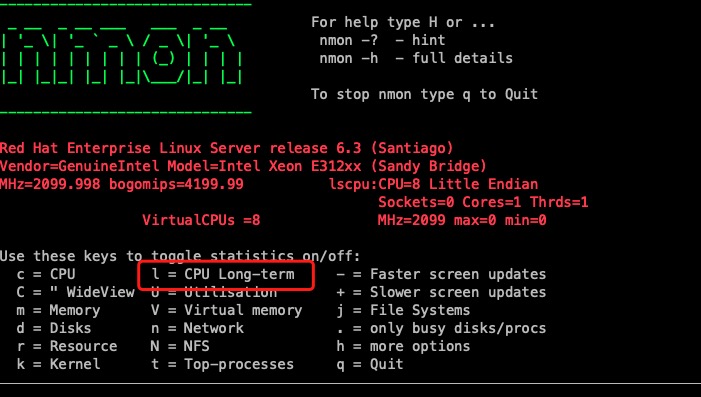 nmon
For help type H or ...
nmon -? - hint
nmon -h - full details
To stop nmon type q to Quit
Red Hat Enterprise Linux Server release 6.3 (Santiago)
Vendor=GenuineIntel Model=Intel Xeon E312xx (Sandy Bridge)
MHz=2099.998 bogomips=4199.99 lscpu:CPU=8 Little Endian
Sockets=0 Cores=1 Thrds=1
VirtualCPUs =8 MHz=2099 max=0 min=0
Use these keys to toggle statistics on/off:
c = CPU l = CPU Long-term - = Faster screen updates
C = " WideView U = Utilisation + = Slower screen updates
m = Memory V = Virtual memory j = File Systems
d = Disks n = Network . = only busy disks/procs
r = Resource N = NFS h = more options
k = Kernel t = Top-processes q = Quit